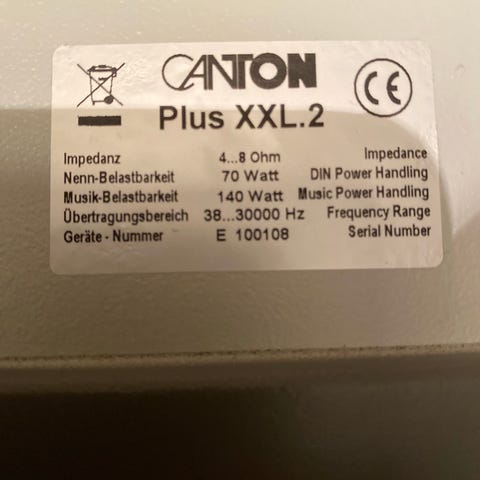 CANTON
CE
Plus XXL.2
Impedanz 4...8 Ohm Impedance
Nenn-Belastbarkeit 70 Watt DIN Power Handling
Musik-Belastbarkeit 140 Watt Music Power Handling
Übertragungsbereich 38...30000 Hz Frequency Range
Geräte - Nummer E 100108 Serial Number